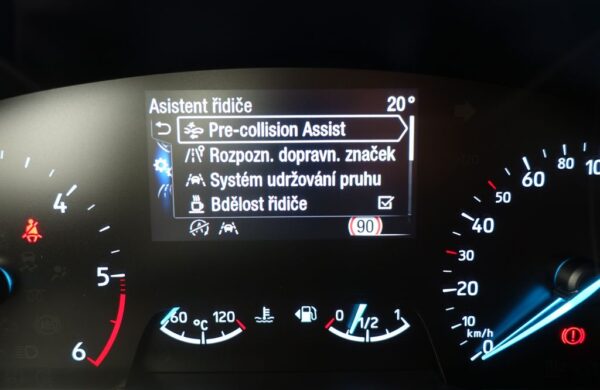 Asistent řidiče 20°
Pre-collision Assist
Rozpozn. dopravn. značek
Systém udržování pruhu
Bdělost řidiče
90
4
5
6
60 °C 120
0 1/2 1
0
10
20
30
40
50
60
80
10
km/h